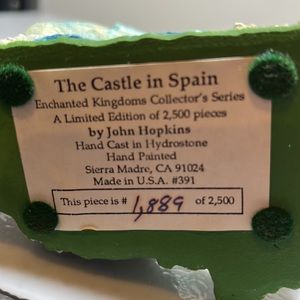 The Castle in Spain
Enchanted Kingdoms Collector's Series
A Limited Edition of 2,500 pieces
by John Hopkins
Hand Cast in Hydrostone
Hand Painted
Sierra Madre, CA 91024
Made in U.S.A. #391
This piece is # 1,889 of 2,500